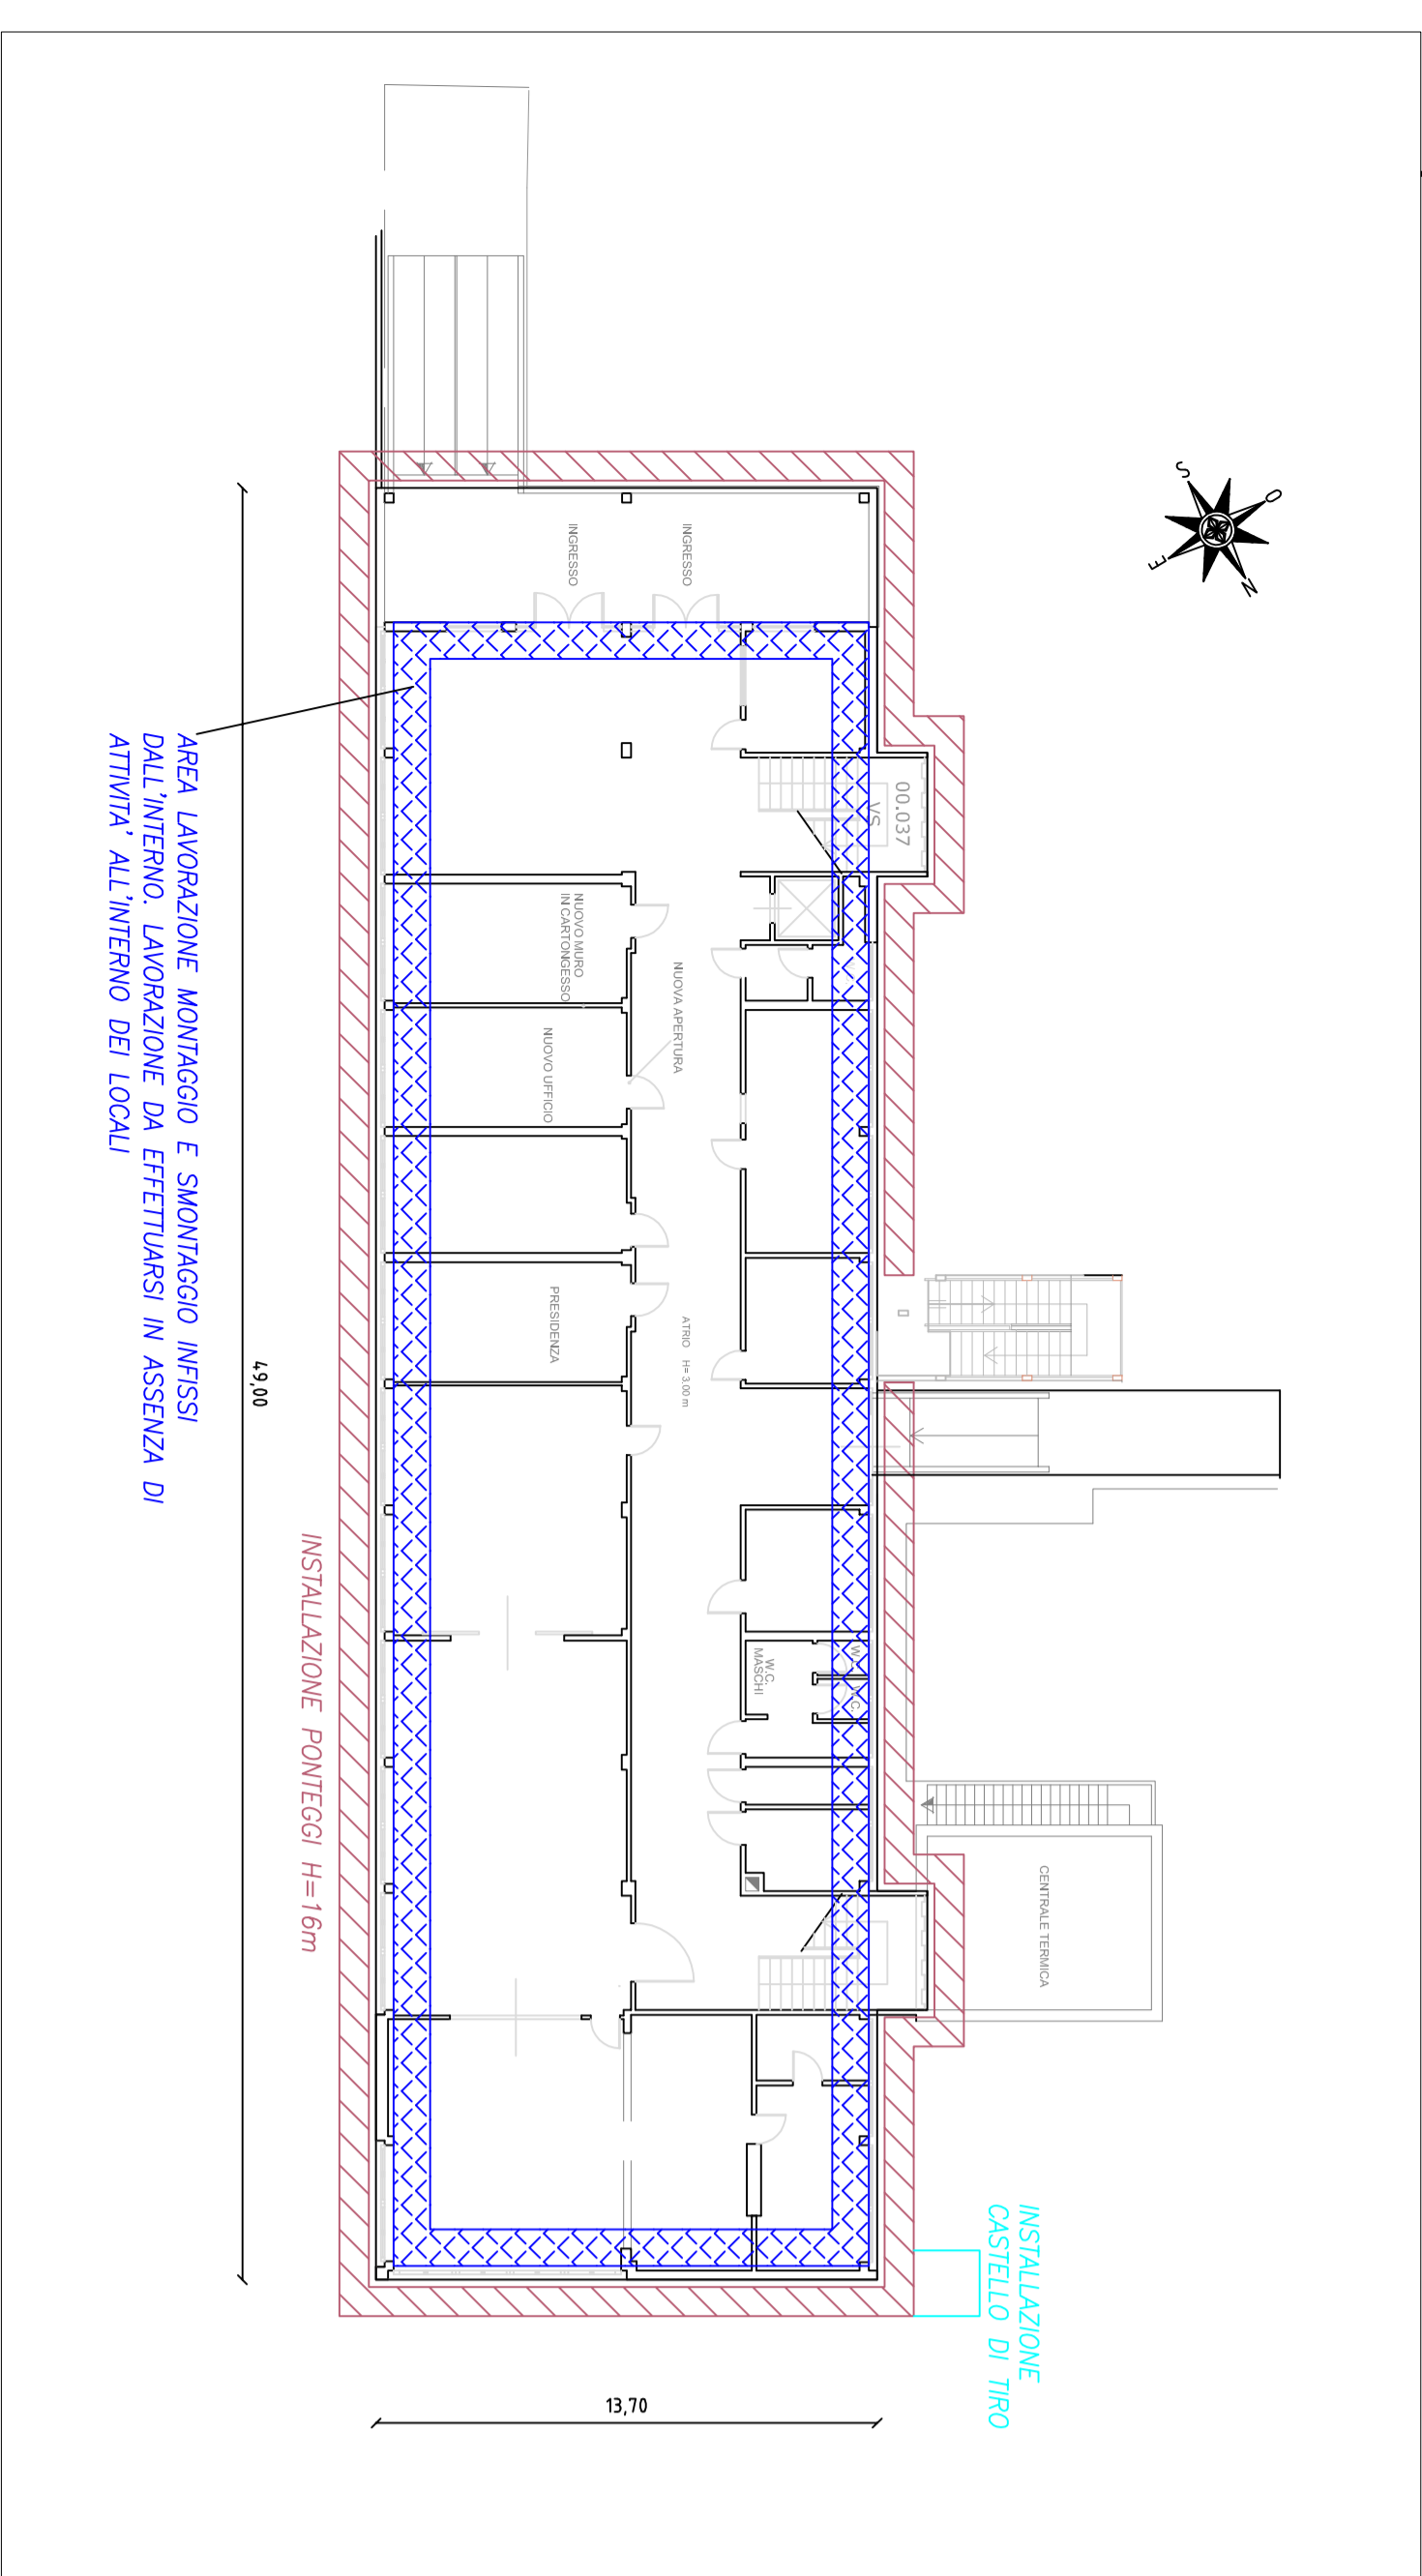 S
O
E
N
INGRESSO
INGRESSO
00.037
VS
NUOVO MURO
IN CARTONGESSO
NUOVA APERTURA
NUOVO UFFICIO
PRESIDENZA
ATRIO H= 3.00 m
W.C.
MASCHI
W.C.
W.C.
CENTRALE TERMICA
AREA LAVORAZIONE MONTAGGIO E SMONTAGGIO INFISSI
DALL'INTERNO. LAVORAZIONE DA EFFETTUARSI IN ASSENZA DI
ATTIVITA' ALL'INTERNO DEI LOCALI
49,00
INSTALLAZIONE PONTEGGI H=16m
INSTALLAZIONE
CASTELLO DI TIRO
13,70